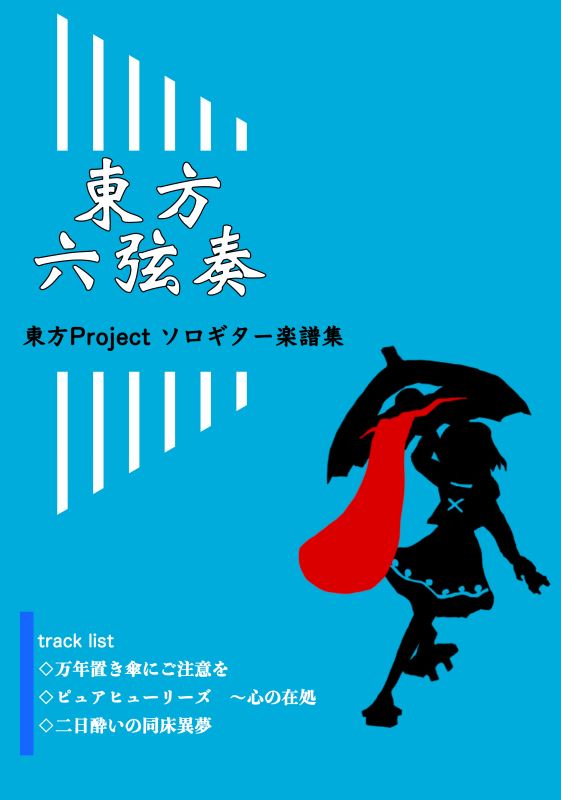 東方
六弦奏
東方Project ソロギター楽譜集
track list
◇万年置き傘にご注意を
◇ピュアヒューリーズ　～心の在処
◇二日酔いの同床異夢